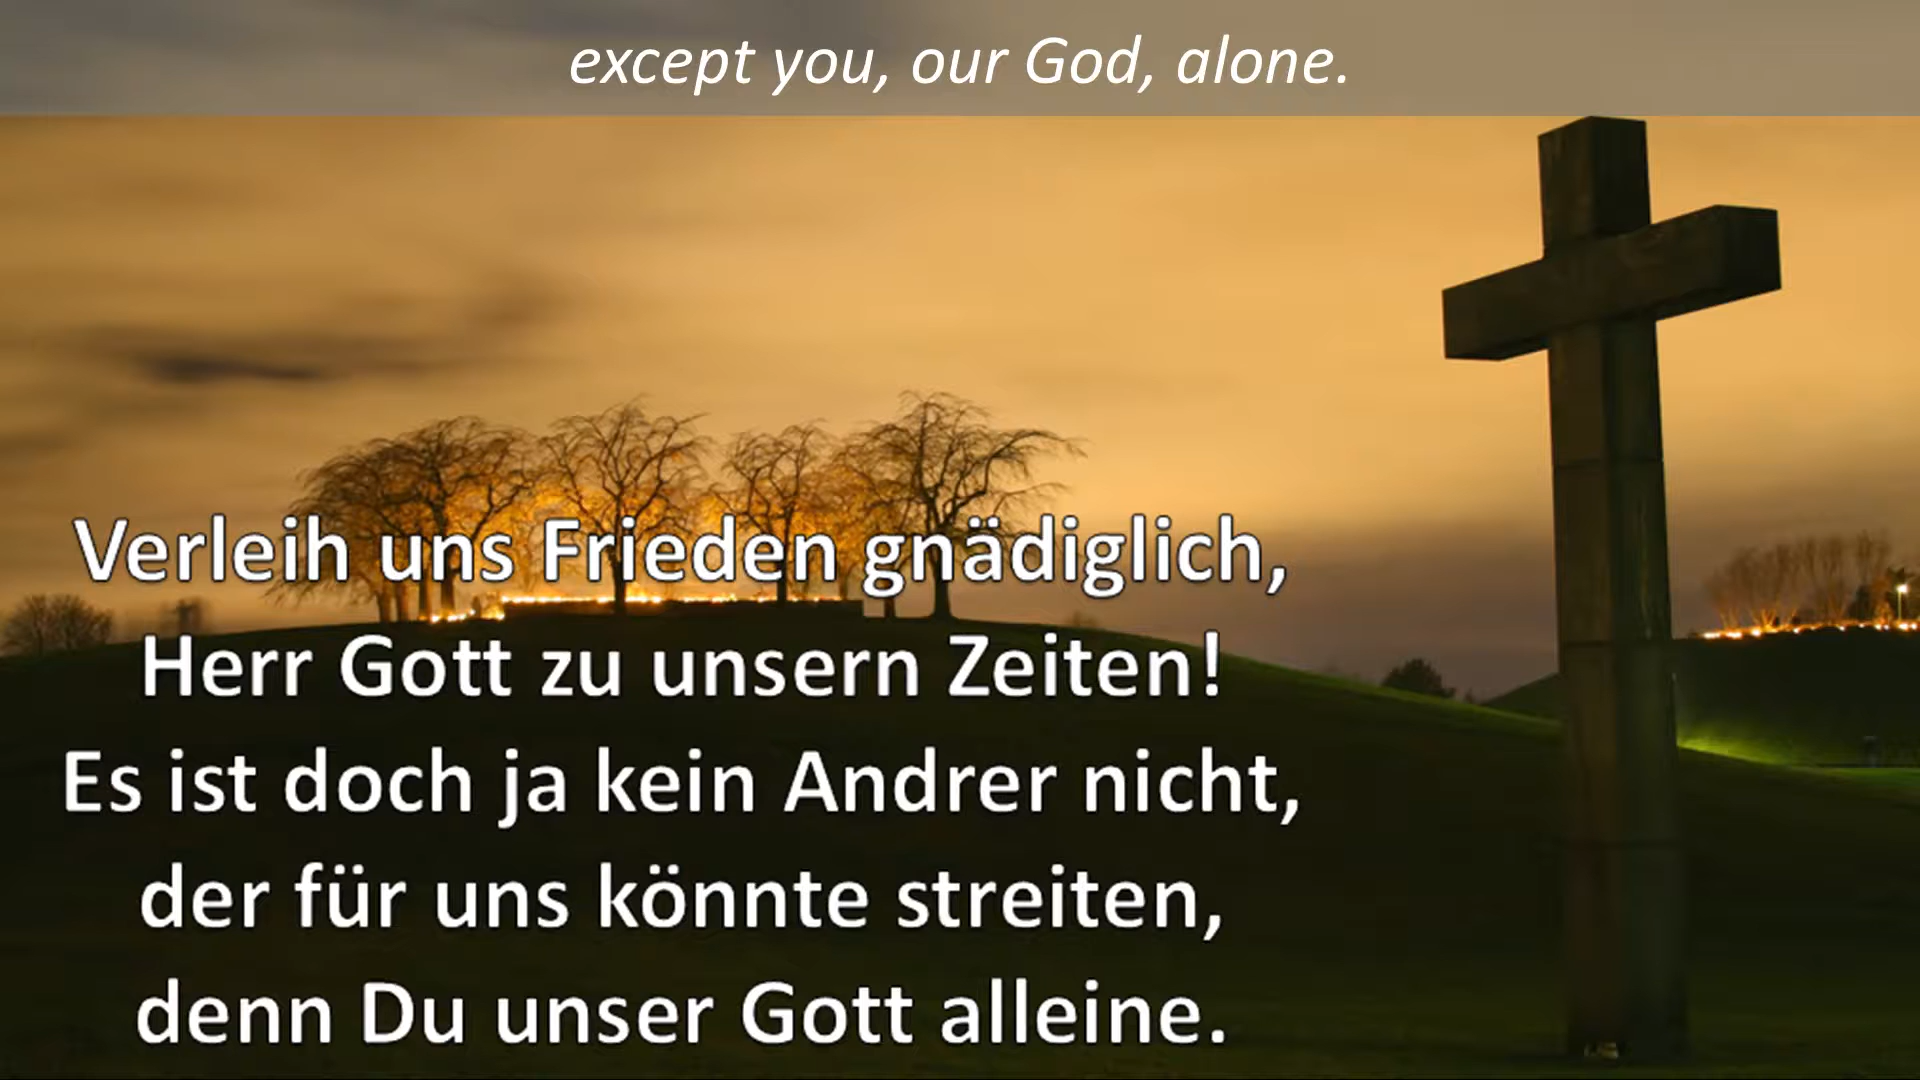 except you, our God, alone.
Verleih uns Frieden gnädiglich,
Herr Gott zu unsern Zeiten!
Es ist doch ja kein Andrer nicht,
der für uns könnte streiten,
denn Du unser Gott alleine.